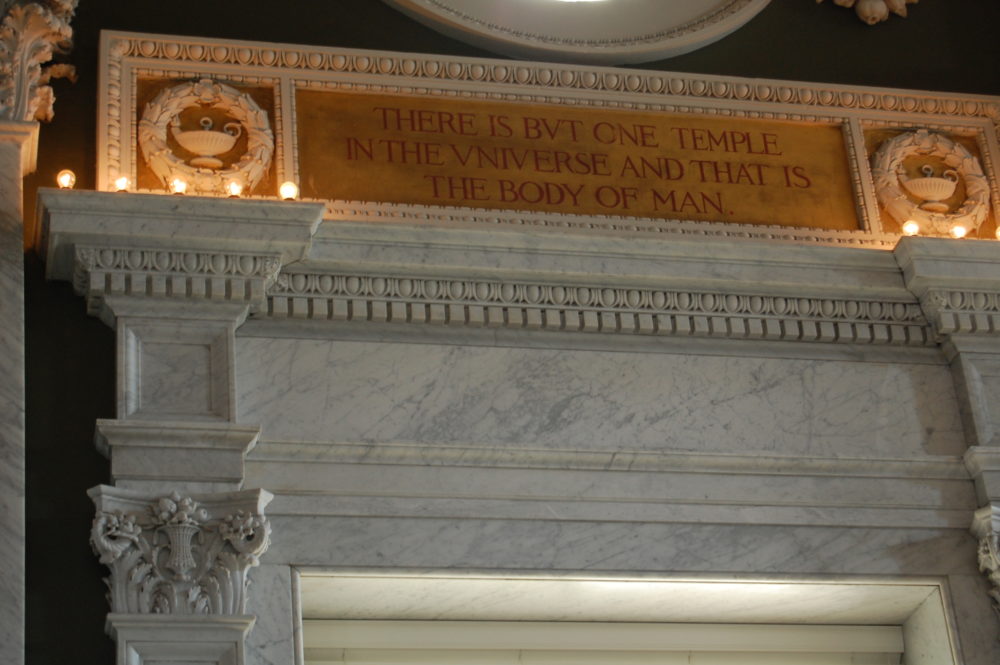 THERE IS BVT ONE TEMPLE
IN THE VNIVERSE AND THAT IS
THE BODY OF MAN.